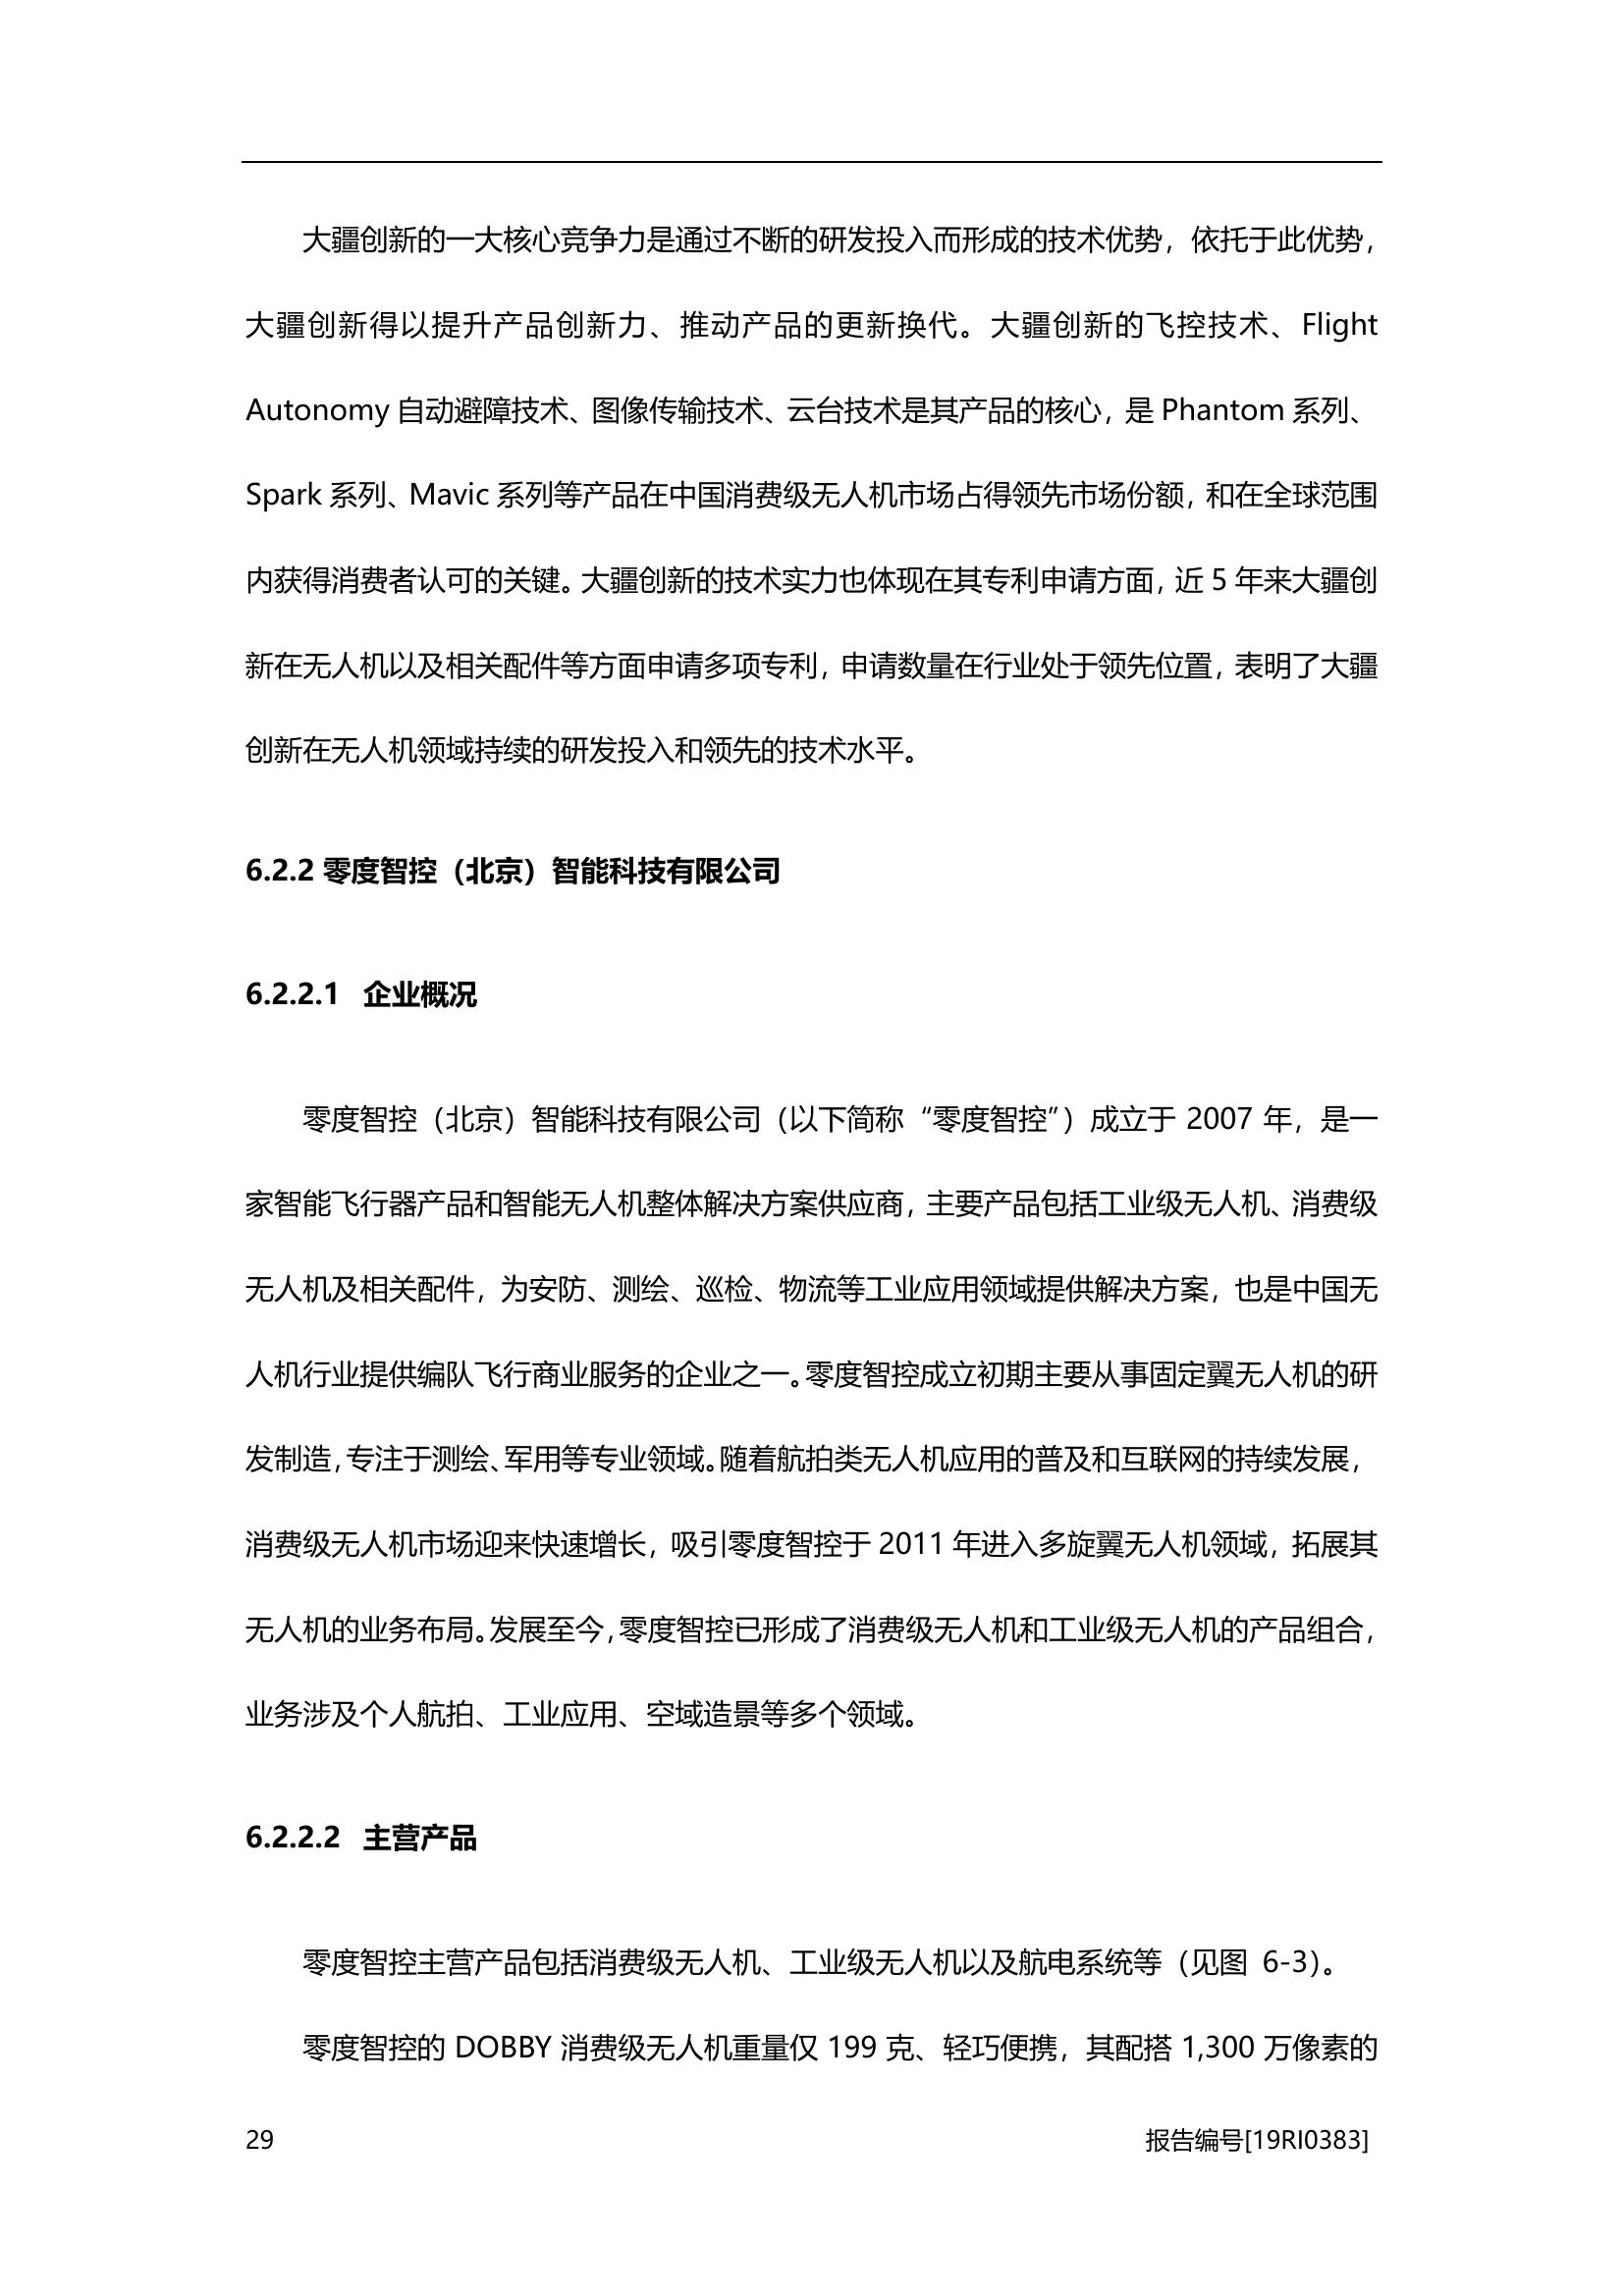 大疆创新的一大核心竞争力是通过不断的研发投入而形成的技术优势，依托于此优势，
大疆创新得以提升产品创新力、推动产品的更新换代。大疆创新的飞控技术、Flight
Autonomy 自动避障技术、图像传输技术、云台技术是其产品的核心，是 Phantom 系列、
Spark 系列、Mavic 系列等产品在中国消费级无人机市场占得领先市场份额，和在全球范围
内获得消费者认可的关键。大疆创新的技术实力也体现在其专利申请方面，近 5 年来大疆创
新在无人机以及相关配件等方面申请多项专利，申请数量在行业处于领先位置，表明了大疆
创新在无人机领域持续的研发投入和领先的技术水平。
6.2.2 零度智控（北京）智能科技有限公司
6.2.2.1 企业概况
零度智控（北京）智能科技有限公司（以下简称“零度智控”）成立于 2007 年，是一
家智能飞行器产品和智能无人机整体解决方案供应商，主要产品包括工业级无人机、消费级
无人机及相关配件，为安防、测绘、巡检、物流等工业应用领域提供解决方案，也是中国无
人机行业提供编队飞行商业服务的企业之一。零度智控成立初期主要从事固定翼无人机的研
发制造，专注于测绘、军用等专业领域。随着航拍类无人机应用的普及和互联网的持续发展，
消费级无人机市场迎来快速增长，吸引零度智控于 2011 年进入多旋翼无人机领域，拓展其
无人机的业务布局。发展至今，零度智控已形成了消费级无人机和工业级无人机的产品组合，
业务涉及个人航拍、工业应用、空域造景等多个领域。
6.2.2.2 主营产品
零度智控主营产品包括消费级无人机、工业级无人机以及航电系统等（见图 6-3）。
零度智控的 DOBBY 消费级无人机重量仅 199 克、轻巧便携，其配搭 1,300 万像素的
29 报告编号[19RI0383]